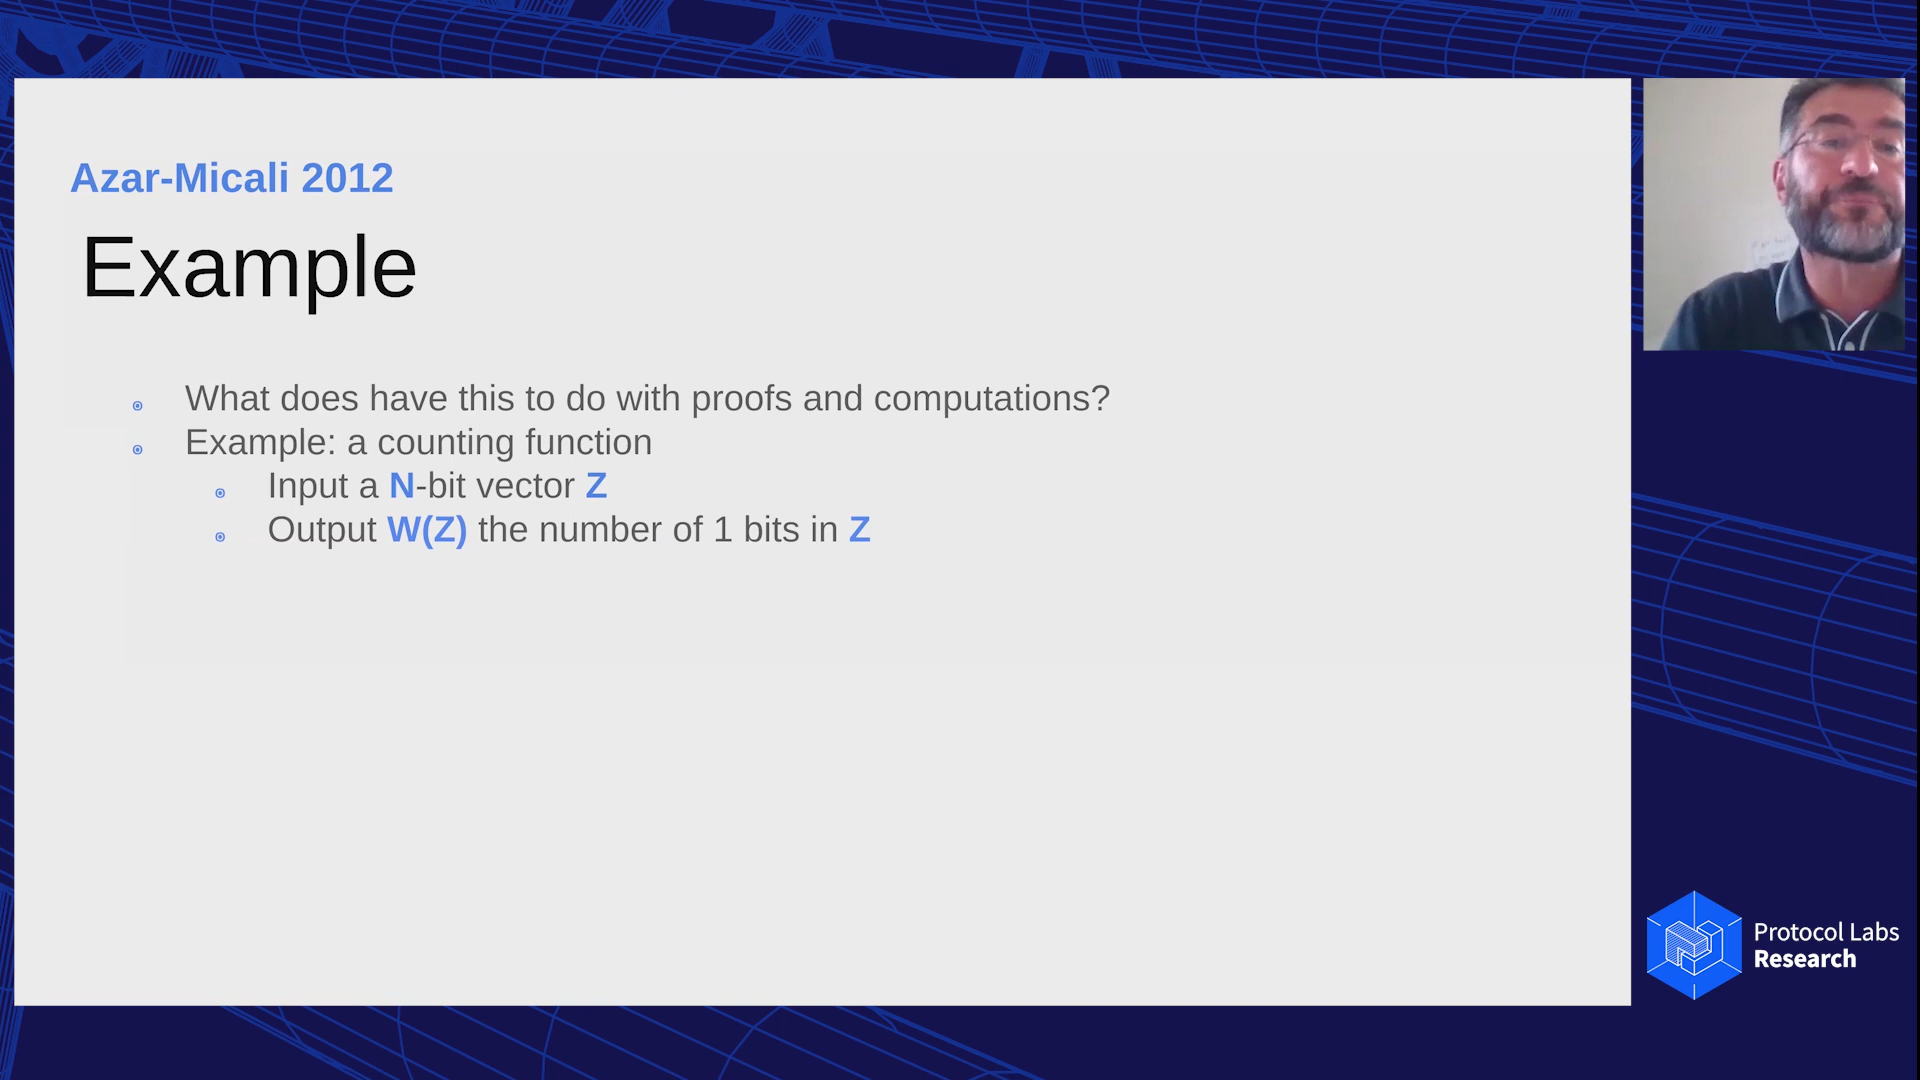 Azar-Micali 2012
Example
What does have this to do with proofs and computations?
Example: a counting function
Input a N-bit vector Z
Output W(Z) the number of 1 bits in Z
Protocol Labs
Research